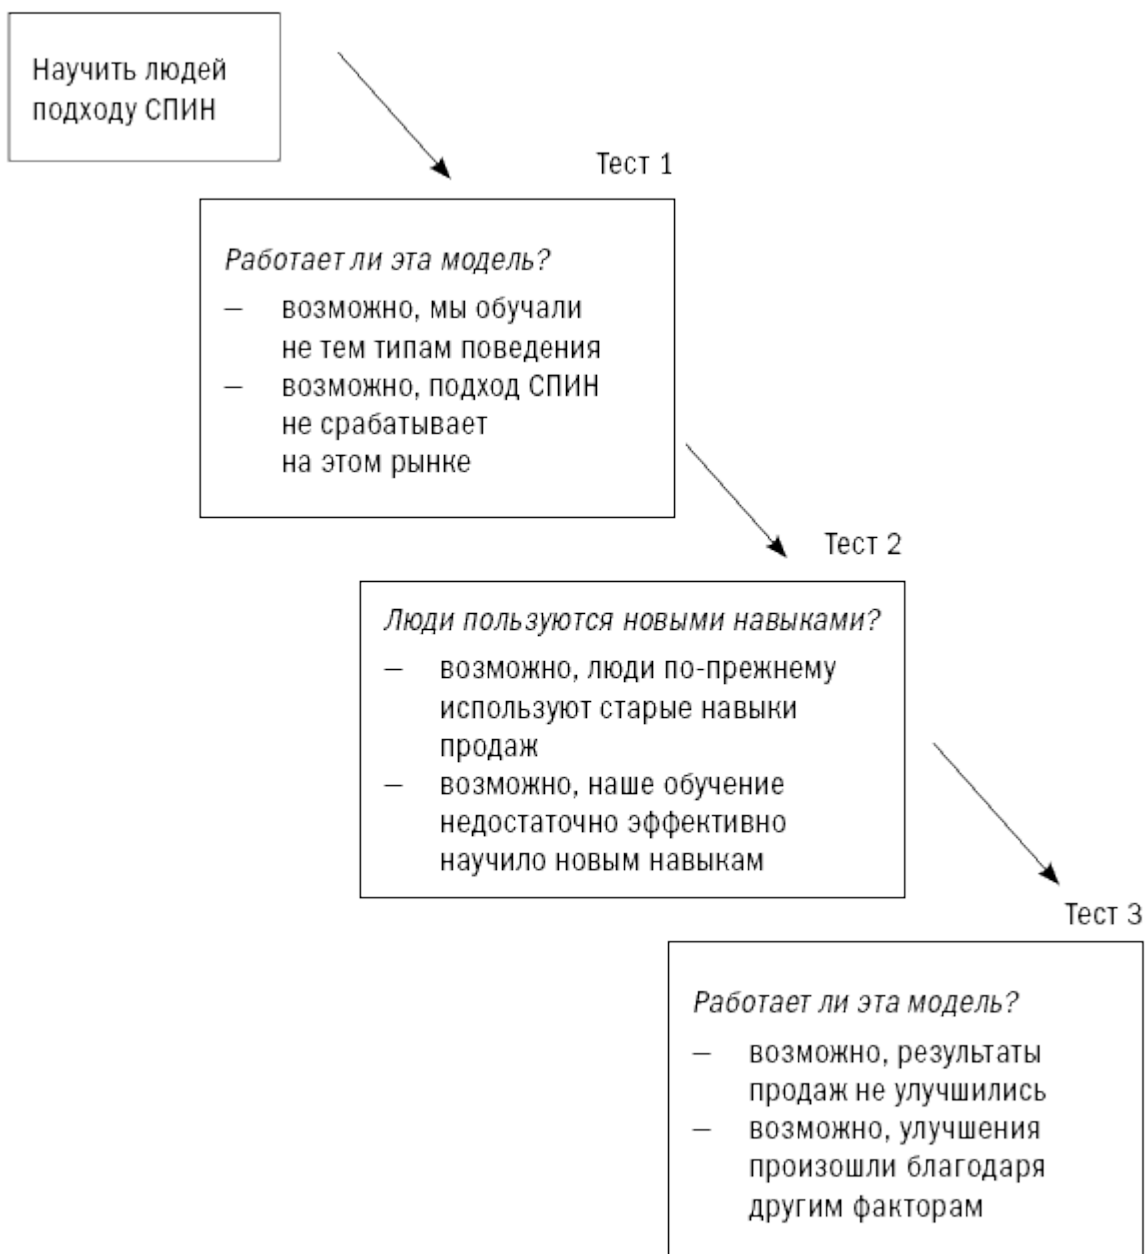 Научить людей
подходу СПИН
Тест 1
Работает ли эта модель?
— возможно, мы обучали
не тем типам поведения
— возможно, подход СПИН
не срабатывает
на этом рынке
Тест 2
Люди пользуются новыми навыками?
— возможно, люди по-прежнему
используют старые навыки
продаж
— возможно, наше обучение
недостаточно эффективно
научило новым навыкам
Тест 3
Работает ли эта модель?
— возможно, результаты
продаж не улучшились
— возможно, улучшения
произошли благодаря
другим факторам